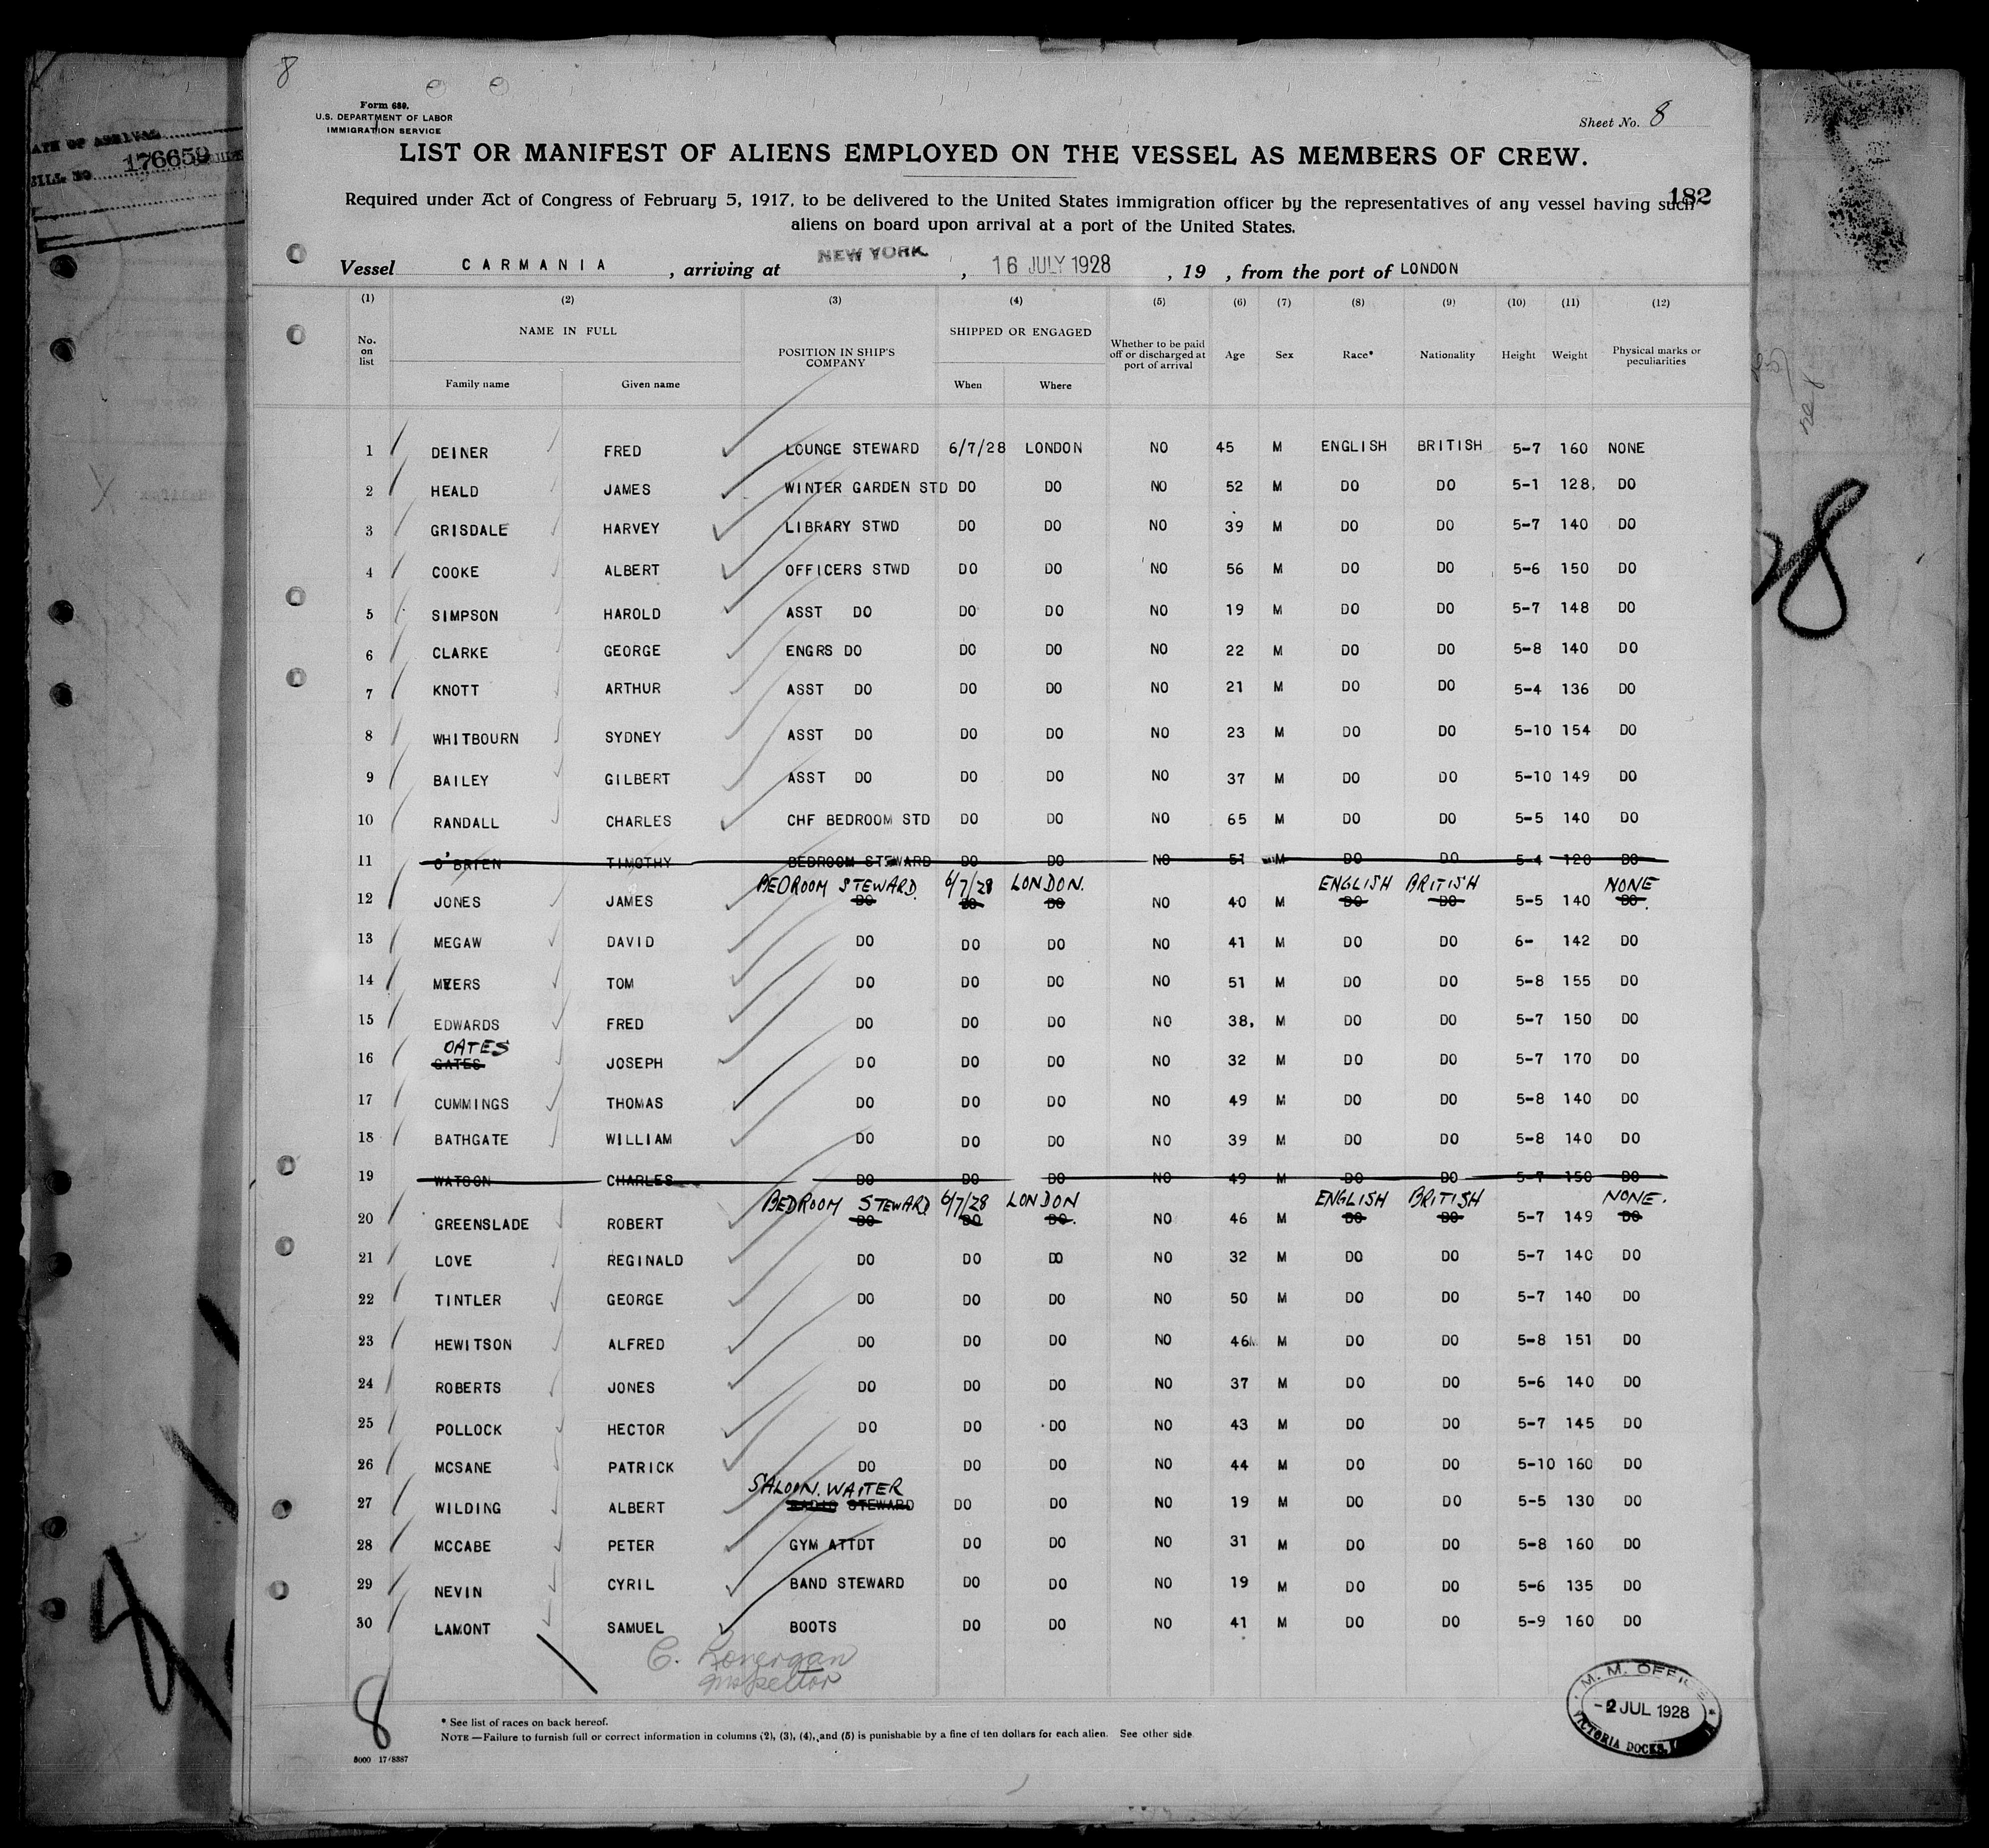 8
Form 680.
U.S. DEPARTMENT OF LABOR
IMMIGRATION SERVICE
Sheet No. 8
176659
LIST OR MANIFEST OF ALIENS EMPLOYED ON THE VESSEL AS MEMBERS OF CREW.
182
Required under Act of Congress of February 5, 1917, to be delivered to the United States immigration officer by the representatives of any vessel having such
aliens on board upon arrival at a port of the United States.
Vessel CARMANIA , arriving at NEW YORK , 16 JULY 1928 , 19 , from the port of LONDON
(1) (2) (3) (4) (5) (6) (7) (8) (9) (10) (11) (12)
No. on list NAME IN FULL Family name Given name POSITION IN SHIP'S COMPANY SHIPPED OR ENGAGED When Where Whether to be paid off or discharged at port of arrival Age Sex Race* Nationality Height Weight Physical marks or peculiarities
1 DEINER FRED LOUNGE STEWARD 6/7/28 LONDON NO 45 M ENGLISH BRITISH 5-7 160 NONE
2 HEALD JAMES WINTER GARDEN STD DO DO NO 52 M DO DO 5-1 128, DO
3 GRISDALE HARVEY LIBRARY STWD DO DO NO 39 M DO DO 5-7 140 DO
4 COOKE ALBERT OFFICERS STWD DO DO NO 56 M DO DO 5-6 150 DO
5 SIMPSON HAROLD ASST DO DO DO NO 19 M DO DO 5-7 148 DO
6 CLARKE GEORGE ENGRS DO DO DO NO 22 M DO DO 5-8 140 DO
7 KNOTT ARTHUR ASST DO DO DO NO 21 M DO DO 5-4 136 DO
8 WHITBOURN SYDNEY ASST DO DO DO NO 23 M DO DO 5-10 154 DO
9 BAILEY GILBERT ASST DO DO DO NO 37 M DO DO 5-10 149 DO
10 RANDALL CHARLES CHF BEDROOM STD DO DO NO 65 M DO DO 5-5 140 DO
11 O'BRIEN TIMOTHY BEDROOM STEWARD DO DO NO 51 M DO DO 5-4 120 DO
BEDROOM STEWARD 6/7/28 LONDON. ENGLISH BRITISH NONE
12 JONES JAMES DO DO DO NO 40 M DO DO 5-5 140 DO
13 MEGAW DAVID DO DO DO NO 41 M DO DO 6- 142 DO
14 MYERS TOM DO DO DO NO 51 M DO DO 5-8 155 DO
15 EDWARDS FRED DO DO DO NO 38, M DO DO 5-7 150 DO
OATES
16 GATES JOSEPH DO DO DO NO 32 M DO DO 5-7 170 DO
17 CUMMINGS THOMAS DO DO DO NO 49 M DO DO 5-8 140 DO
18 BATHGATE WILLIAM DO DO DO NO 39 M DO DO 5-8 140 DO
19 WATSON CHARLES DO DO DO NO 49 M DO DO 5-7 150 DO
BEDROOM STEWARD 6/7/28 LONDON ENGLISH BRITISH NONE.
20 GREENSLADE ROBERT DO DO DO. NO 46 M DO DO 5-7 149 DO
21 LOVE REGINALD DO DO DO NO 32 M DO DO 5-7 140 DO
22 TINTLER GEORGE DO DO DO NO 50 M DO DO 5-7 140 DO
23 HEWITSON ALFRED DO DO DO NO 46 M DO DO 5-8 151 DO
24 ROBERTS JONES DO DO DO NO 37 M DO DO 5-6 140 DO
25 POLLOCK HECTOR DO DO DO NO 43 M DO DO 5-7 145 DO
26 MCSANE PATRICK DO DO DO NO 44 M DO DO 5-10 160 DO
SALOON. WAITER
27 WILDING ALBERT STEWARD DO DO NO 19 M DO DO 5-5 130 DO
28 MCCABE PETER GYM ATTDT DO DO NO 31 M DO DO 5-8 160 DO
29 NEVIN CYRIL BAND STEWARD DO DO NO 19 M DO DO 5-6 135 DO
30 LAMONT SAMUEL BOOTS DO DO NO 41 M DO DO 5-9 160 DO
C. Lonergan
Inspector
8
* See list of races on back hereof.
NOTE—Failure to furnish full or correct information in columns (2), (3), (4), and (5) is punishable by a fine of ten dollars for each alien. See other side.
5000 17/8387
M. M. OFFICE
-2 JUL 1928
VICTORIA DOCKS